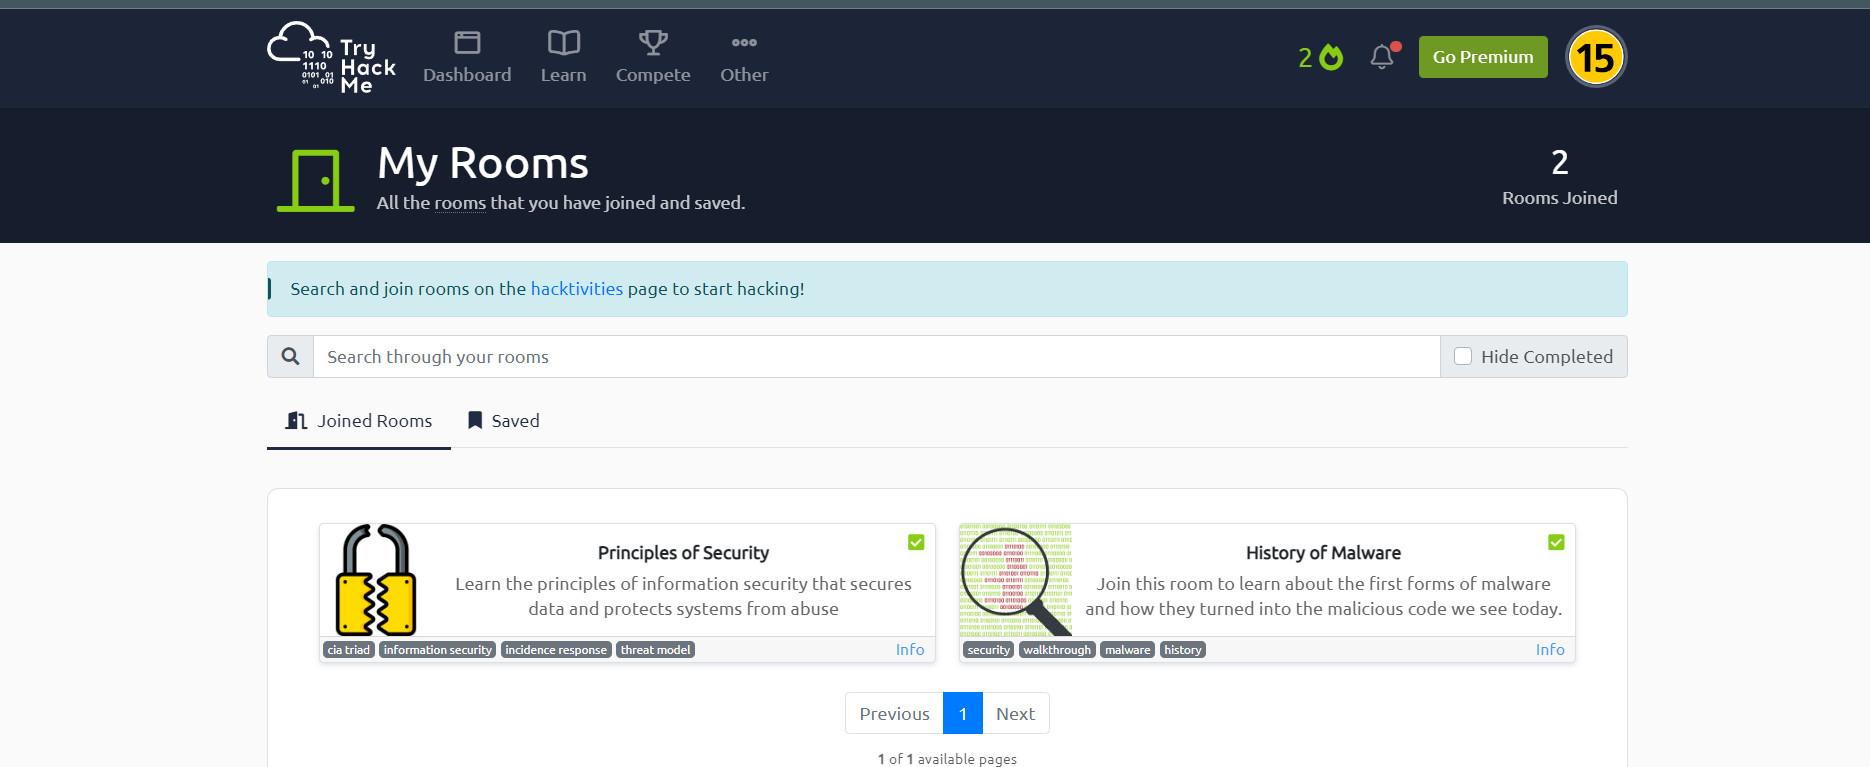 Try
Hack
Me
Dashboard
Learn
Compete
Other
2
Go Premium
15
My Rooms
All the rooms that you have joined and saved.
2
Rooms Joined
Search and join rooms on the hacktivities page to start hacking!
Search through your rooms
Hide Completed
Joined Rooms
Saved
Principles of Security
Learn the principles of information security that secures
data and protects systems from abuse
cia triad information security incidence response threat model
Info
History of Malware
Join this room to learn about the first forms of malware
and how they turned into the malicious code we see today.
security walkthrough malware history
Info
Previous 1 Next
1 of 1 available pages